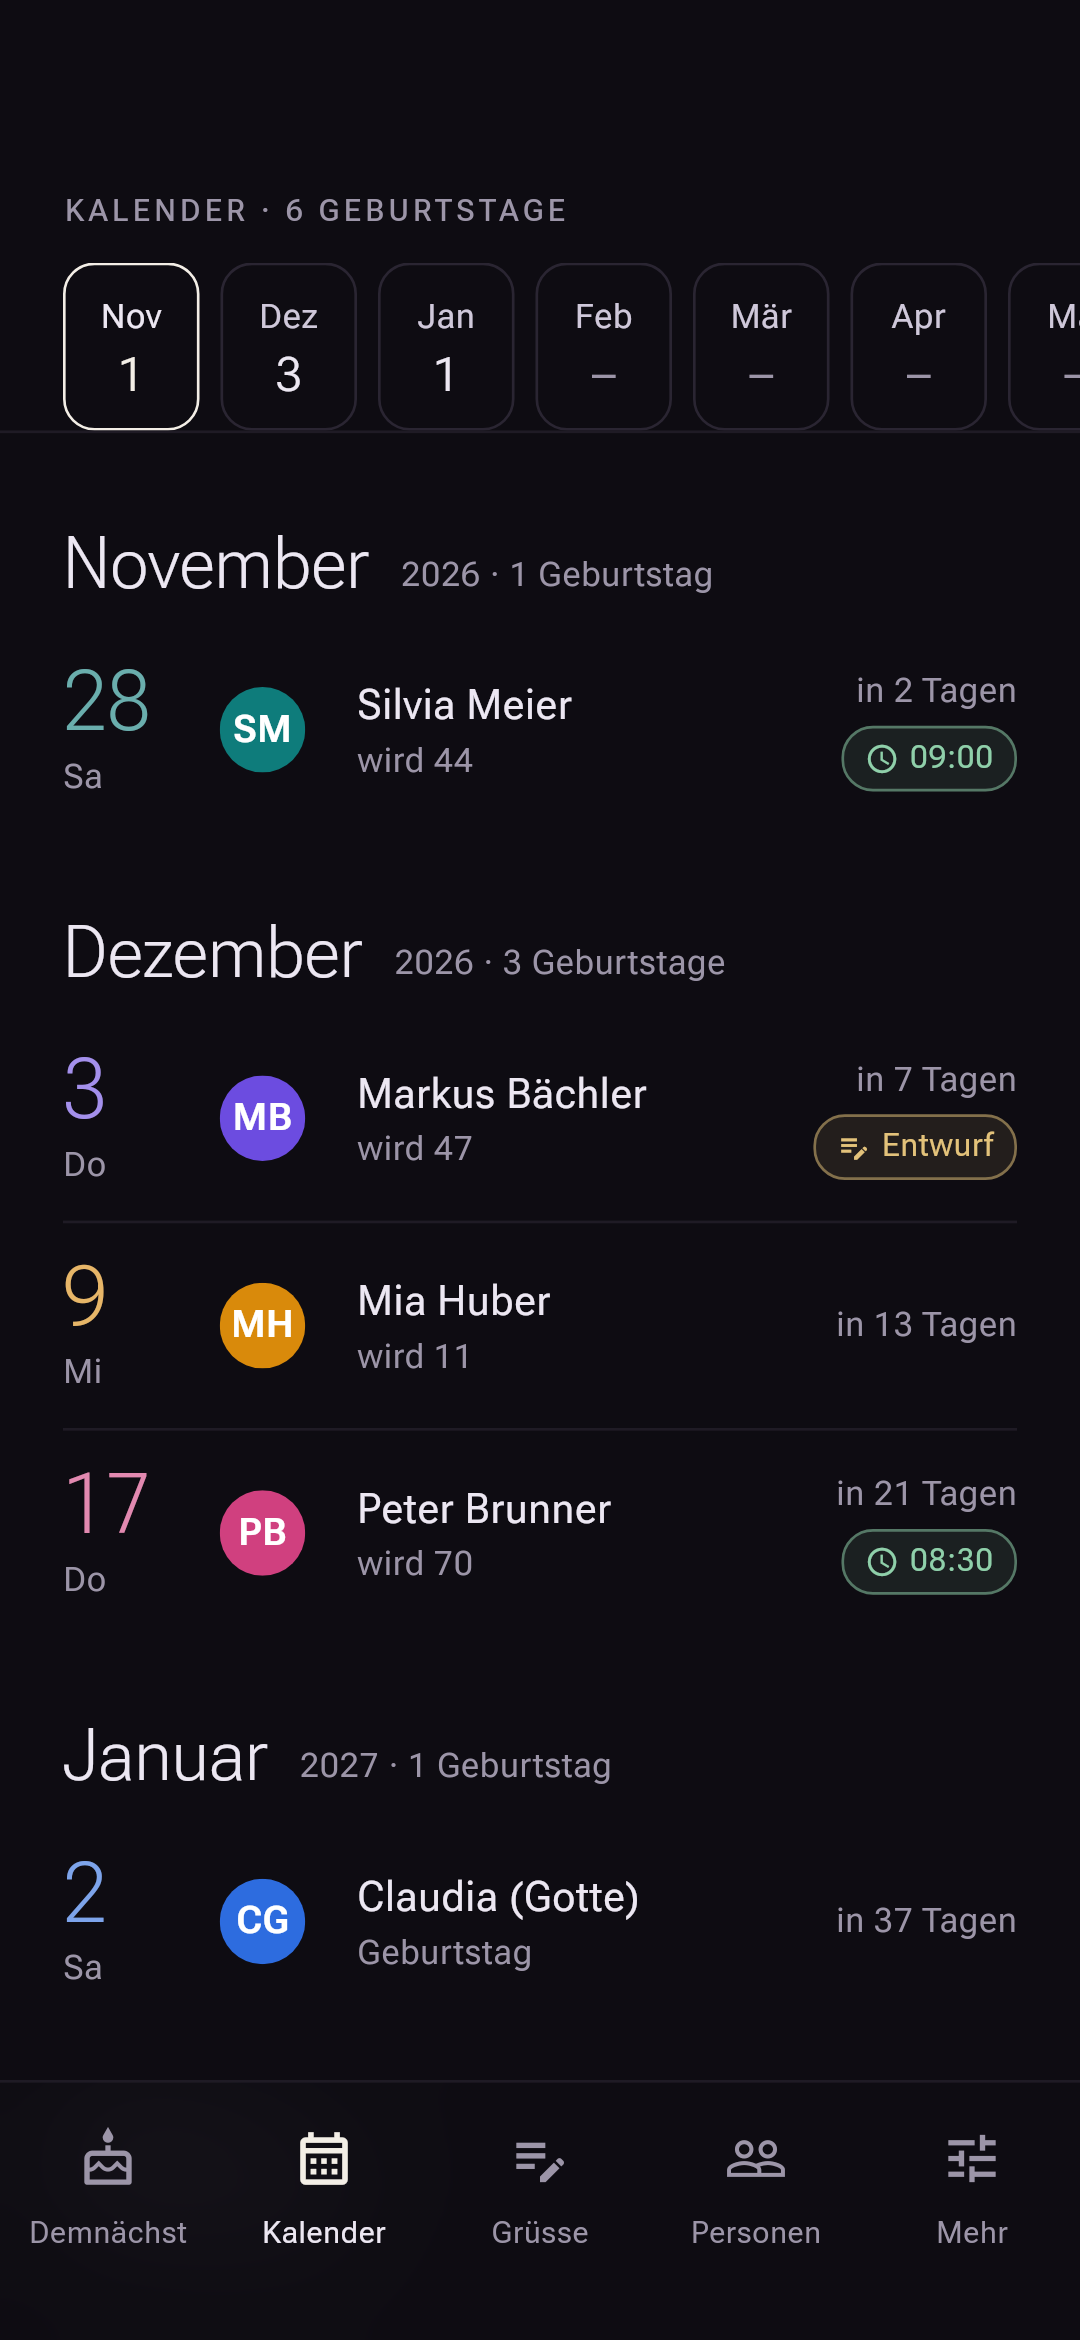 KALENDER · 6 GEBURTSTAGE
Nov Dez Jan Feb Mär Apr
1 3 1 – – – –
November 2026 · 1 Geburtstag
28 Sa SM Silvia Meier
wird 44
in 2 Tagen
09:00
Dezember 2026 · 3 Geburtstage
3 Do MB Markus Bächler
wird 47
in 7 Tagen
Entwurf
9 Mi MH Mia Huber
wird 11
in 13 Tagen
17 Do PB Peter Brunner
wird 70
in 21 Tagen
08:30
Januar 2027 · 1 Geburtstag
2 Sa CG Claudia (Gotte)
Geburtstag
in 37 Tagen
Demnächst Kalender Grüsse Personen Mehr